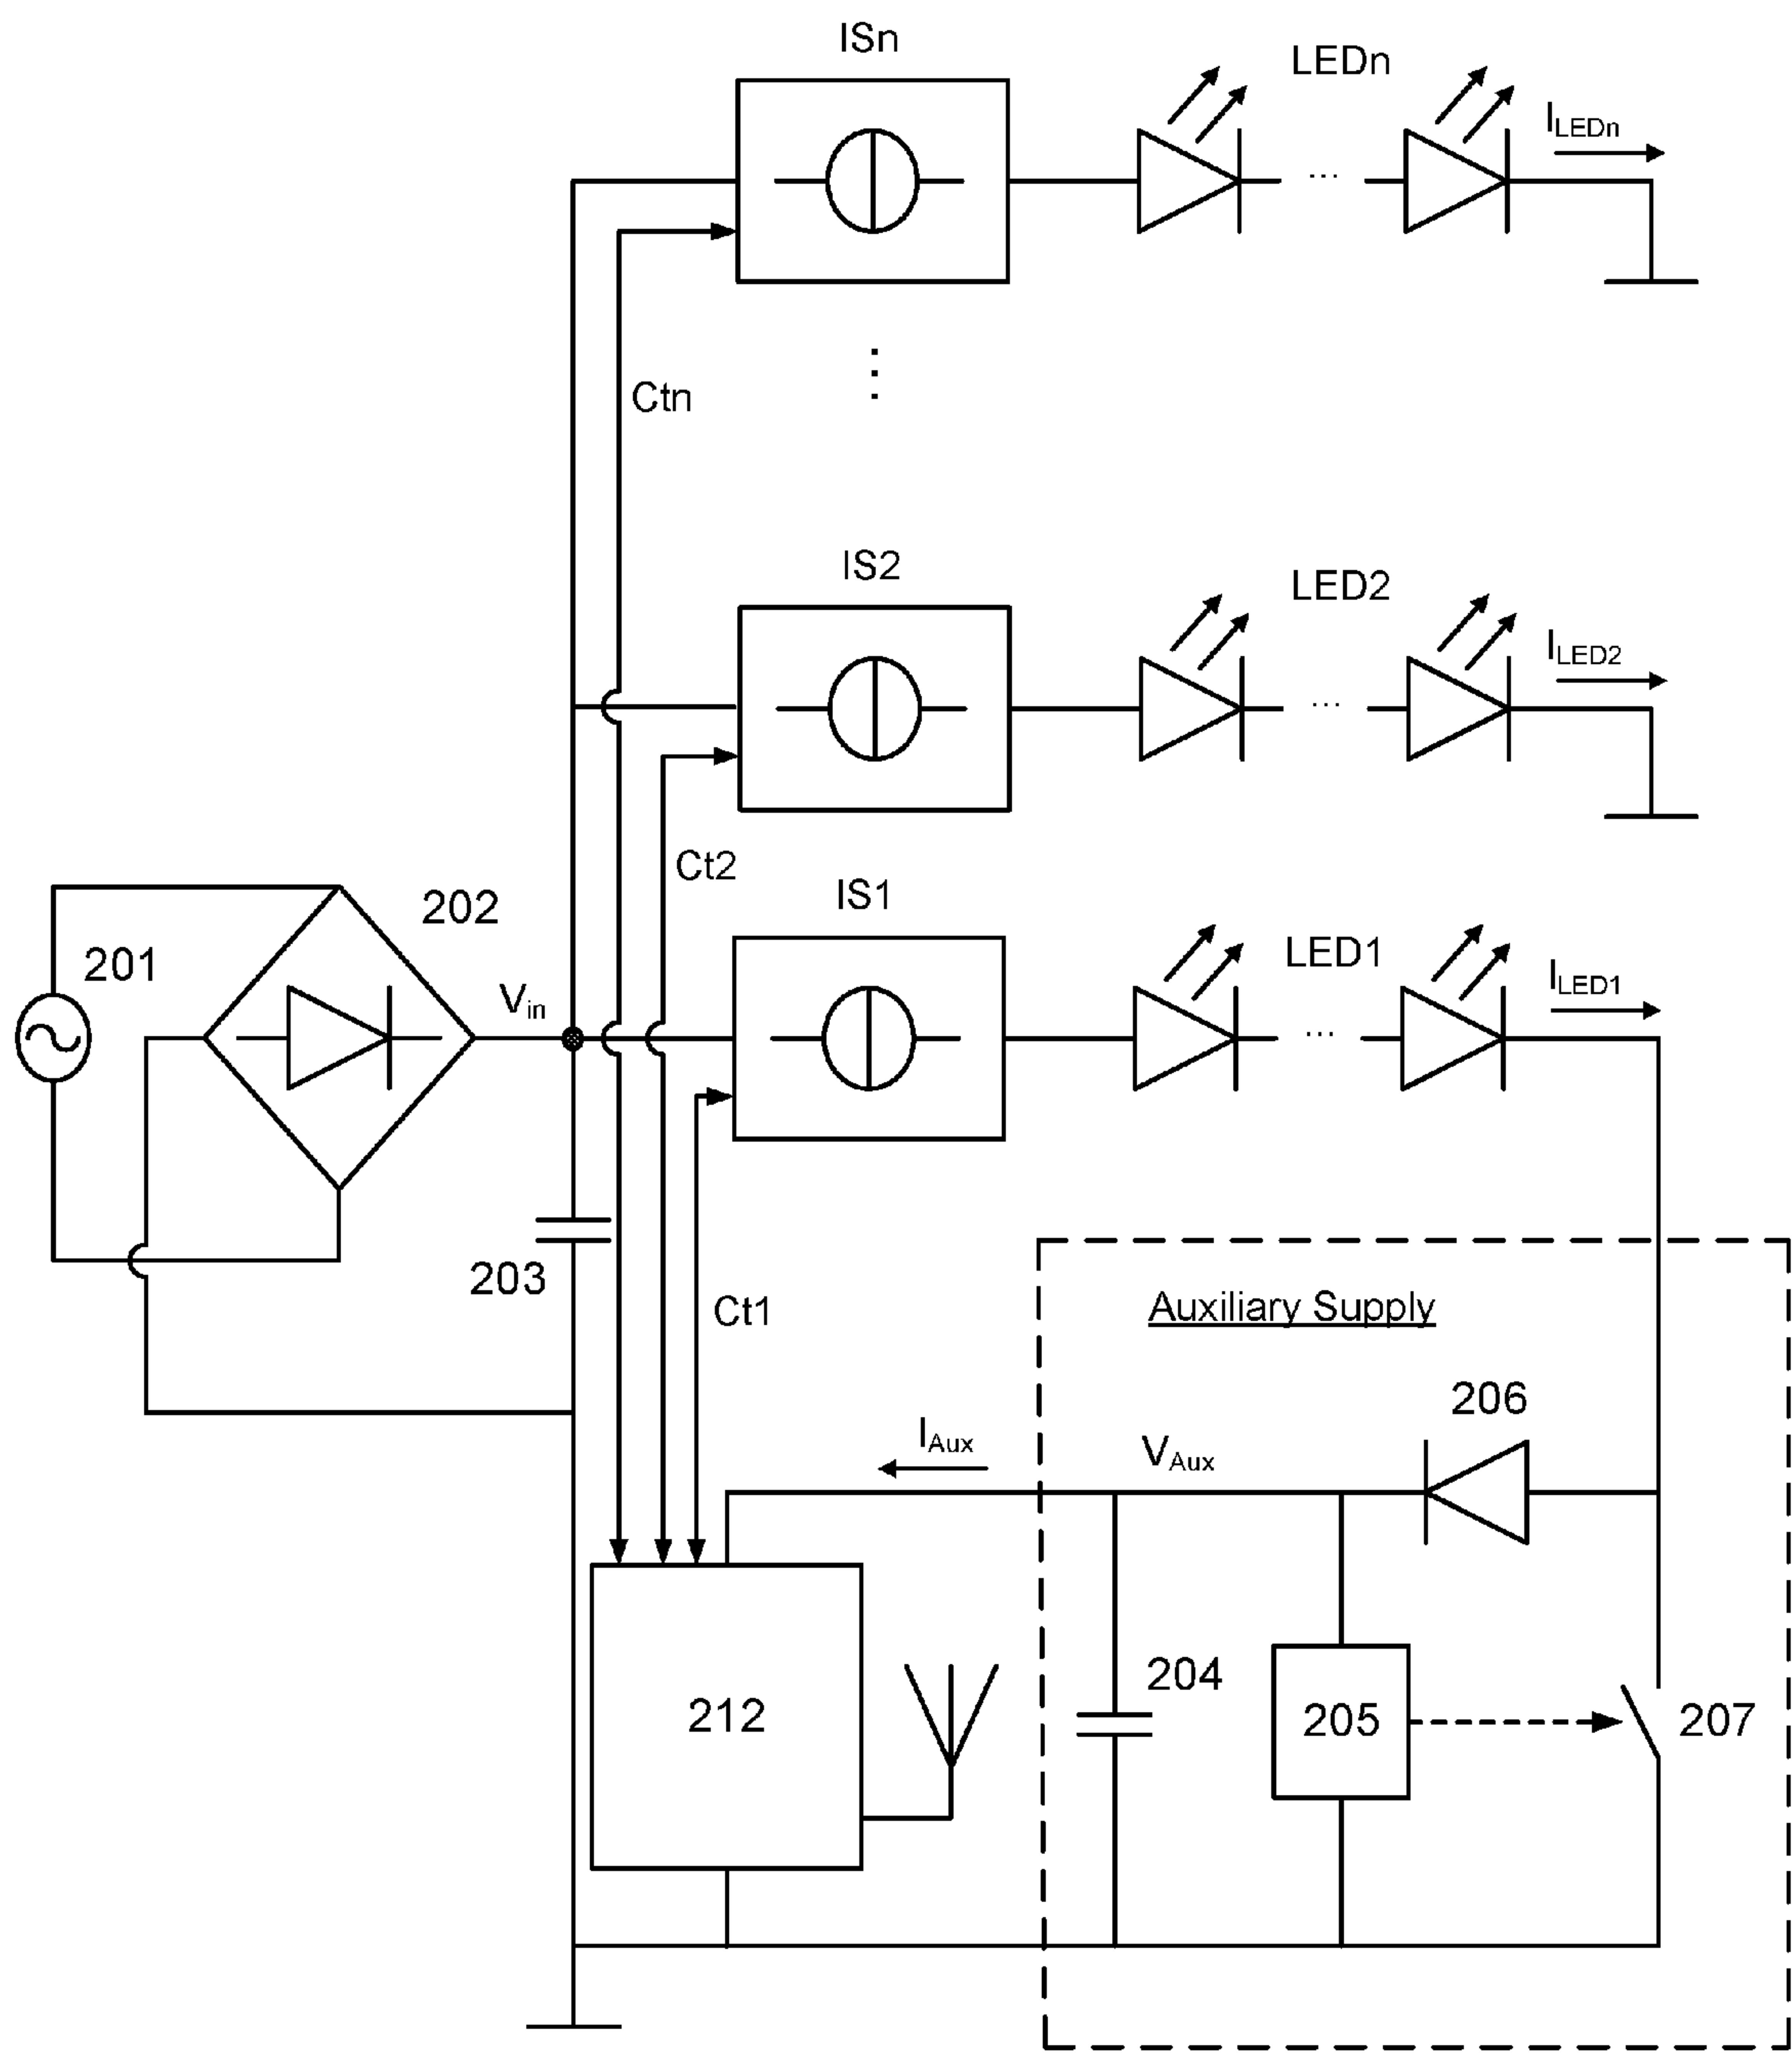 ISn
LEDn
ILEDn
Ctn
...
IS2
LED2
ILED2
...
Ct2
IS1
202
201
LED1
ILED1
Vin
...
203
Ct1
Auxiliary Supply
206
IAux
VAux
204
212
205
207